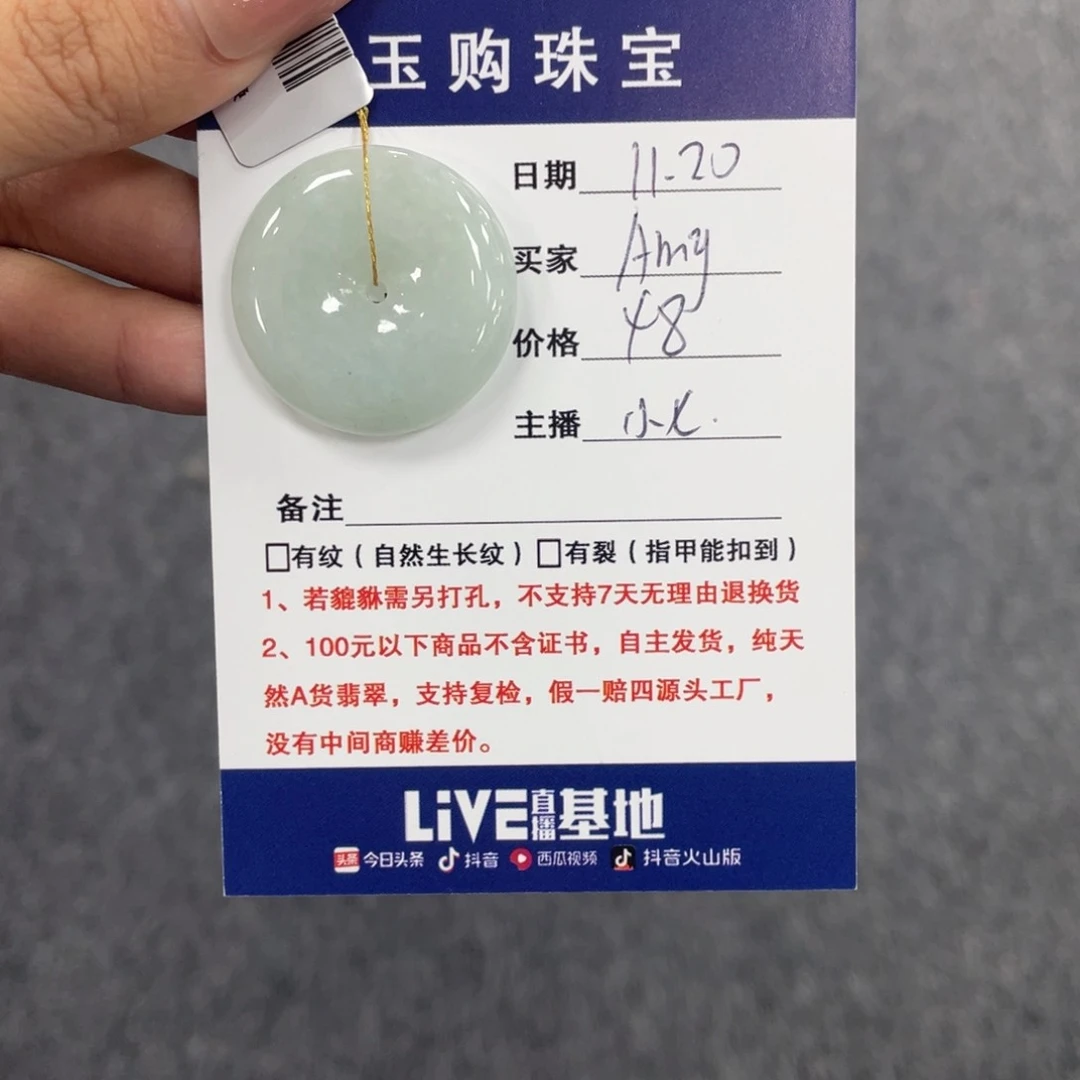 玉购珠宝
日期 11.20
买家 Amy
价格 48
主播
备注
有纹(自然生长纹) 有裂(指甲能扣到)
1、若貔貅需另打孔,不支持7天无理由退换货
2、100元以下商品不含证书,自主发货,纯天
然A货翡翠,支持复检,假一赔四源头工厂,
没有中间商赚差价。
LiVE直播基地
头条 今日头条 抖音 西瓜视频 抖音火山版